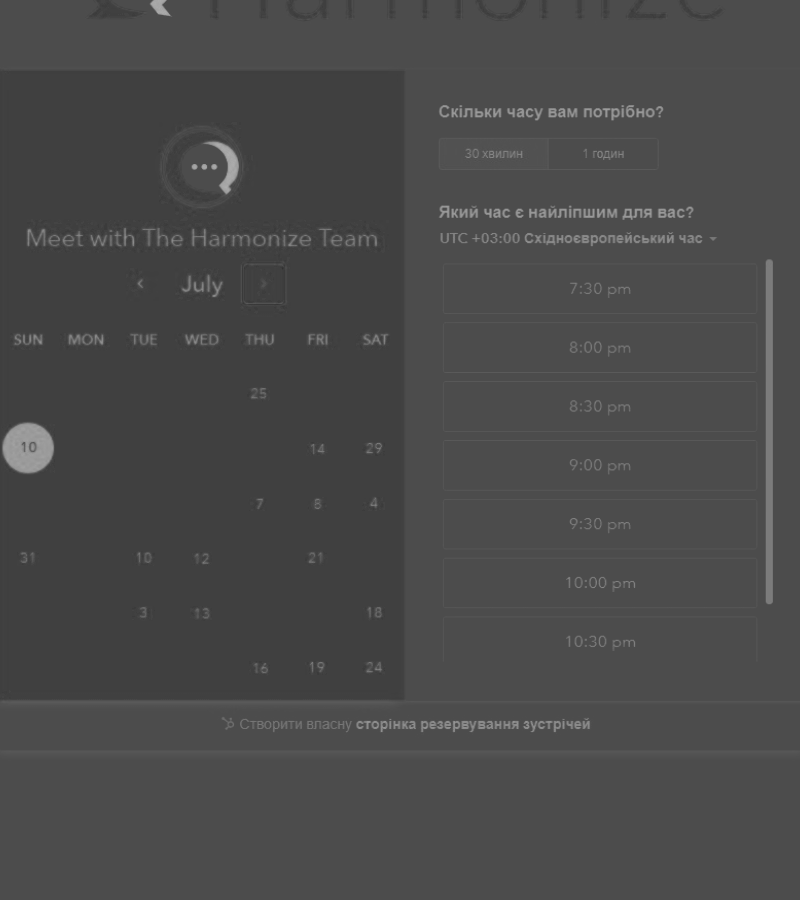 Harmonize
Meet with The Harmonize Team
July
SUN MON TUE WED THU FRI SAT
25
10 14 29
7 8 4
31 10 12 21
3 13 18
16 19 24
Скільки часу вам потрібно?
30 хвилин 1 годин
Який час є найліпшим для вас?
UTC +03:00 Східноєвропейський час
7:30 pm
8:00 pm
8:30 pm
9:00 pm
9:30 pm
10:00 pm
10:30 pm
Створити власну сторінка резервування зустрічей